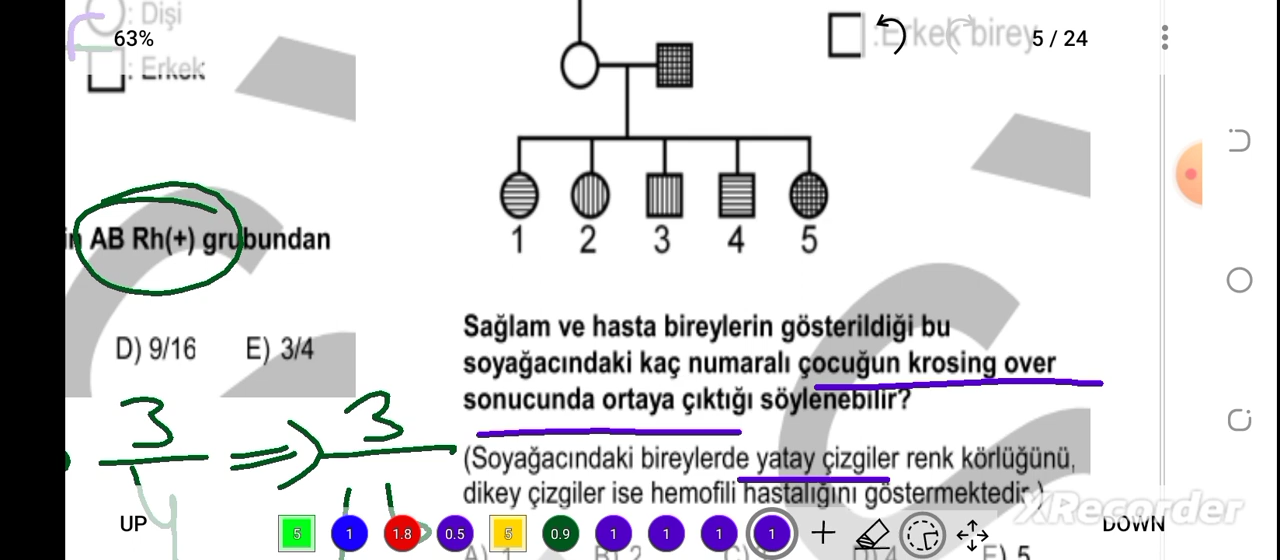 : Dişi
63%
: Erkek
:Erkek birey
5 / 24
1 2 3 4 5
AB Rh(+) grubundan
D) 9/16 E) 3/4
3
3
Sağlam ve hasta bireylerin gösterildiği bu
soyağacındaki kaç numaralı çocuğun krosing over
sonucunda ortaya çıktığı söylenebilir?
(Soyağacındaki bireylerde yatay çizgiler renk körlüğünü,
dikey çizgiler ise hemofili hastalığını göstermektedir.)
XRecorder
UP
5 1 1.8 0.5 5 0.9 1 1 1 1
DOWN
A) 1 B) 2 D) 4 E) 5